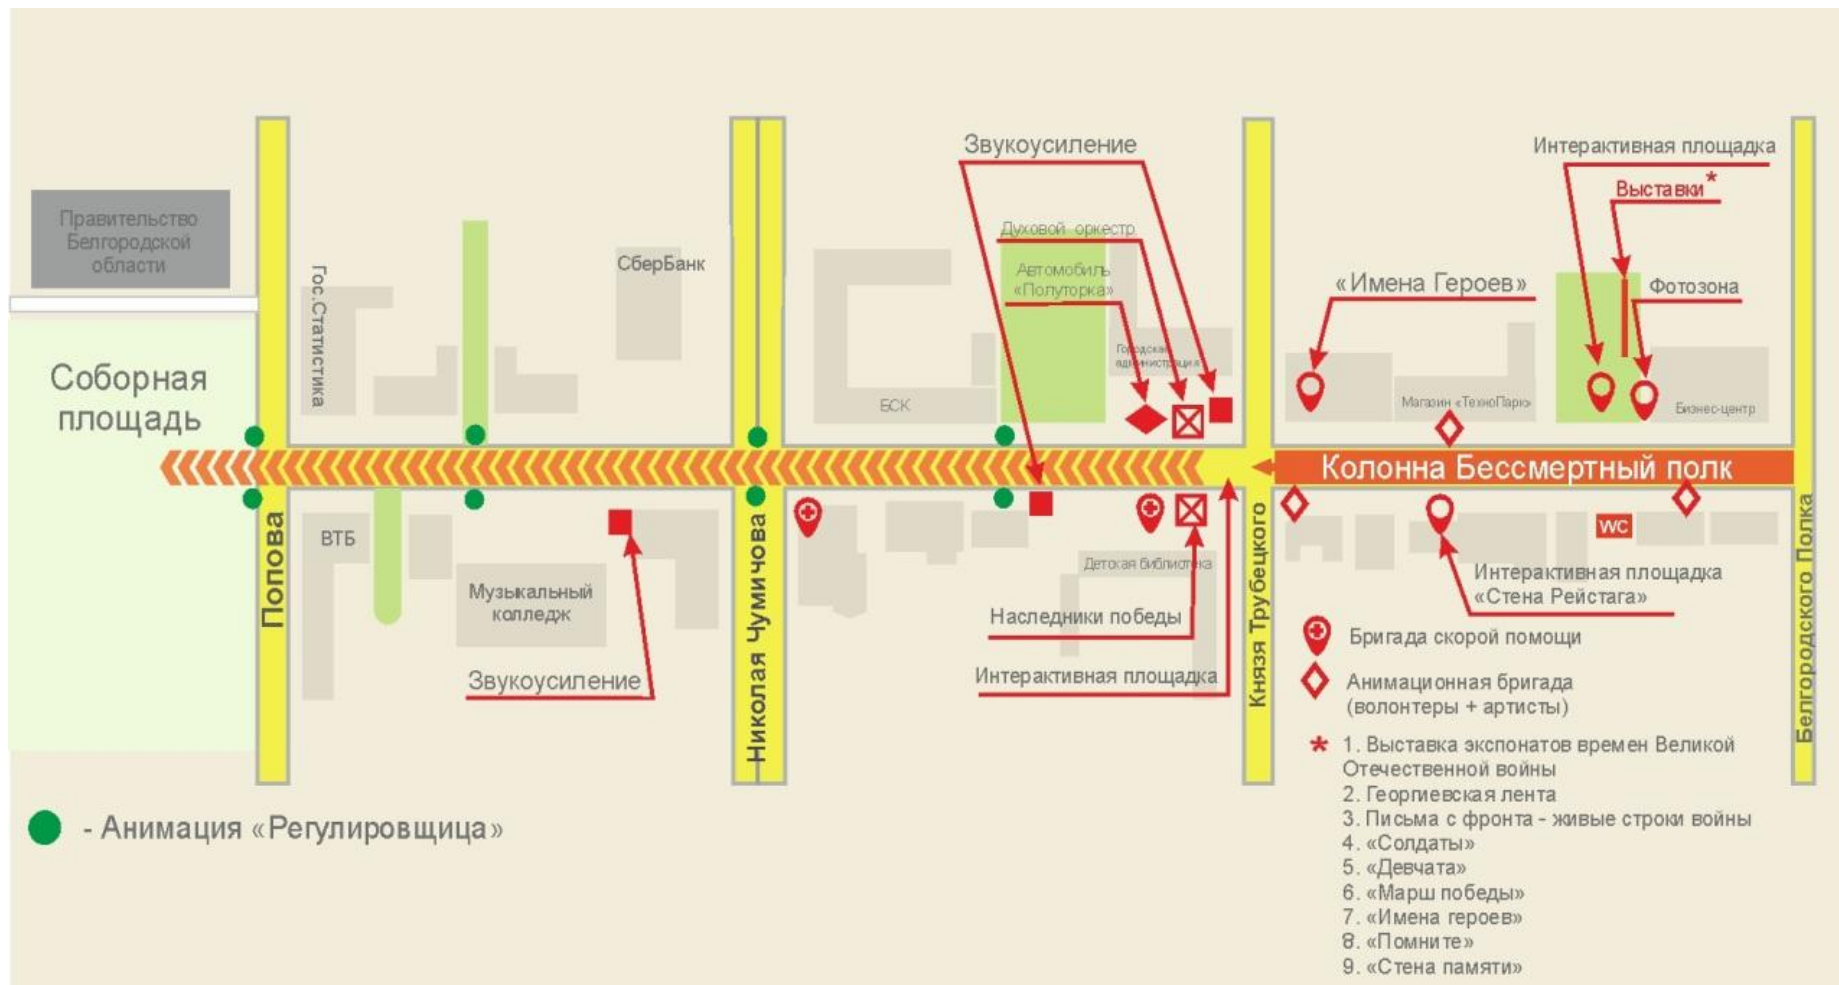 Звукоусиление
Интерактивная площадка
Выставки*
Правительство
Белгородской
области
Духовой оркестр
СберБанк
Автомобиль
«Полуторка»
Гос.Статистика
«Имена Героев»
Фотозона
Соборная
площадь
Городская
администрация
БСК
Магазин «ТехноПарк»
Бизнес-центр
Колонна Бессмертный полк
Попова
Николая Чумичова
Князя Трубецкого
Белгородского Полка
ВТБ
WC
Музыкальный
колледж
Детская библиотека
Интерактивная площадка
«Стена Рейстага»
Наследники победы
Звукоусиление
Интерактивная площадка
Бригада скорой помощи
Анимационная бригада
(волонтеры + артисты)
* 1. Выставка экспонатов времен Великой
Отечественной войны
2. Георгиевская лента
3. Письма с фронта - живые строки войны
4. «Солдаты»
5. «Девчата»
6. «Марш победы»
7. «Имена героев»
8. «Помните»
9. «Стена памяти»
- Анимация «Регулировщица»